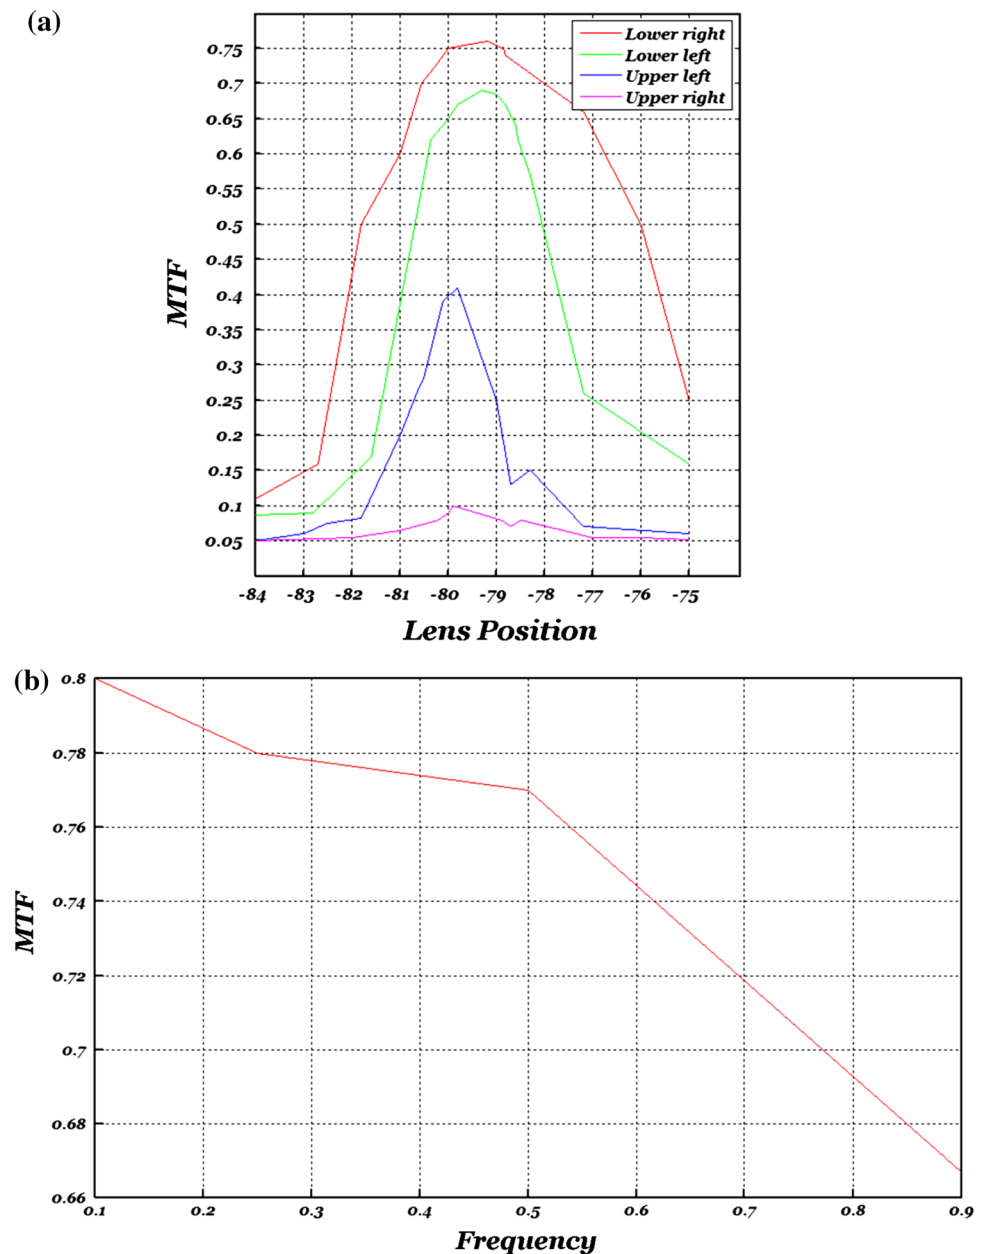 (a)
Lower right
Lower left
Upper left
Upper right
0.75
0.7
0.65
0.6
0.55
0.5
0.45
0.4
0.35
0.3
0.25
0.2
0.15
0.1
0.05
MTF
-84 -83 -82 -81 -80 -79 -78 -77 -76 -75
Lens Position
(b)
0.8
0.78
0.76
0.74
0.72
0.7
0.68
0.66
MTF
0.1 0.2 0.3 0.4 0.5 0.6 0.7 0.8 0.9
Frequency